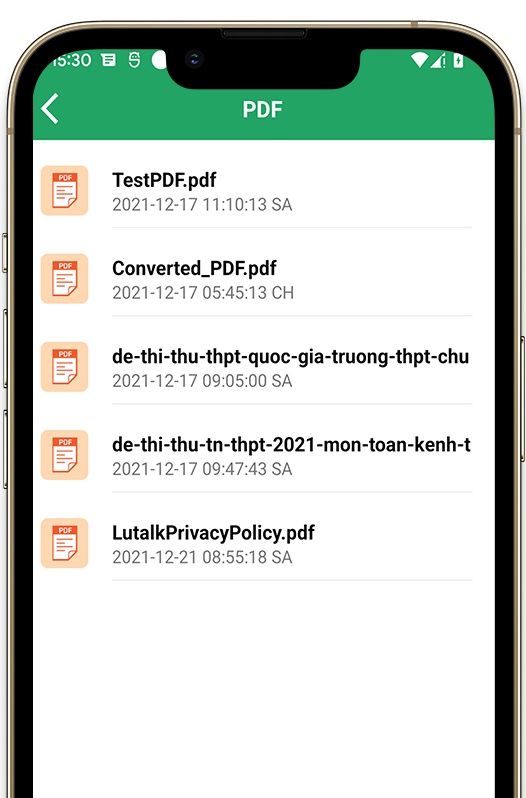 15:30
PDF
PDF
TestPDF.pdf
2021-12-17 11:10:13 SA
PDF
Converted_PDF.pdf
2021-12-17 05:45:13 CH
PDF
de-thi-thu-thpt-quoc-gia-truong-thpt-chu
2021-12-17 09:05:00 SA
PDF
de-thi-thu-tn-thpt-2021-mon-toan-kenh-t
2021-12-17 09:47:43 SA
PDF
LutalkPrivacyPolicy.pdf
2021-12-21 08:55:18 SA